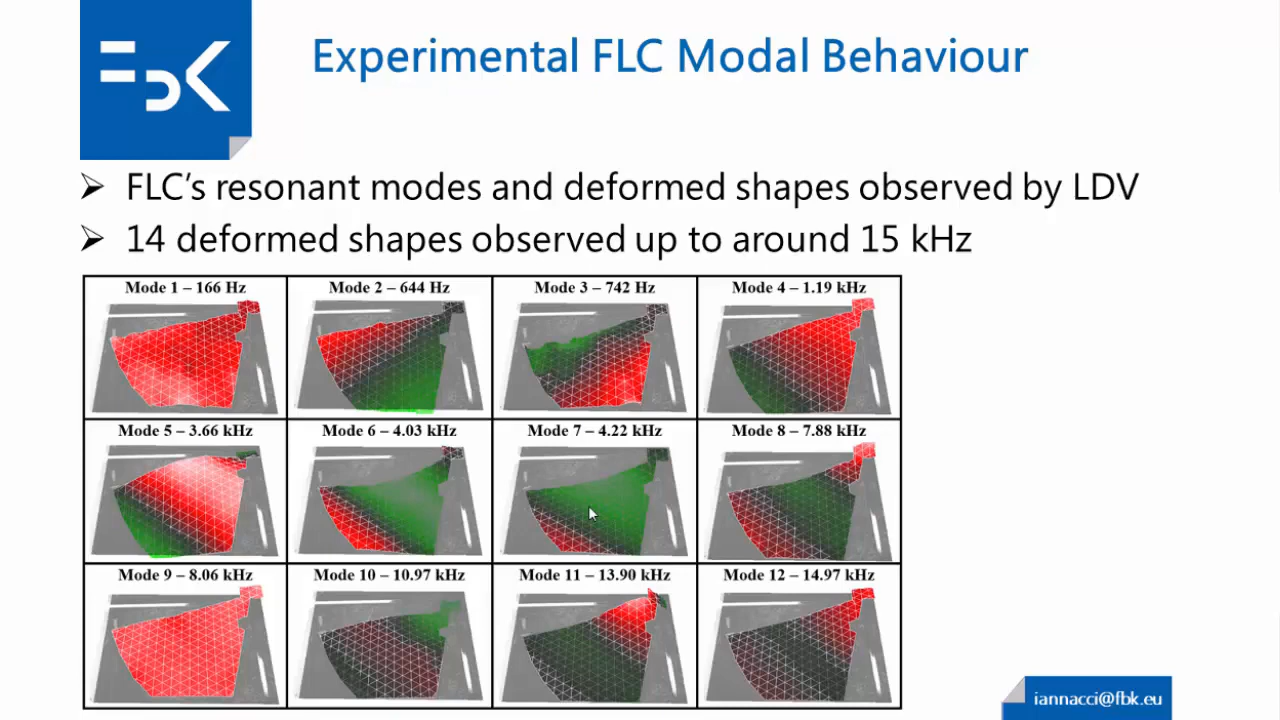 FBK
Experimental FLC Modal Behaviour
➢ FLC’s resonant modes and deformed shapes observed by LDV
➢ 14 deformed shapes observed up to around 15 kHz
Mode 1 – 166 Hz
Mode 2 – 644 Hz
Mode 3 – 742 Hz
Mode 4 – 1.19 kHz
Mode 5 – 3.66 kHz
Mode 6 – 4.03 kHz
Mode 7 – 4.22 kHz
Mode 8 – 7.88 kHz
Mode 9 – 8.06 kHz
Mode 10 – 10.97 kHz
Mode 11 – 13.90 kHz
Mode 12 – 14.97 kHz
iannacci@fbk.eu